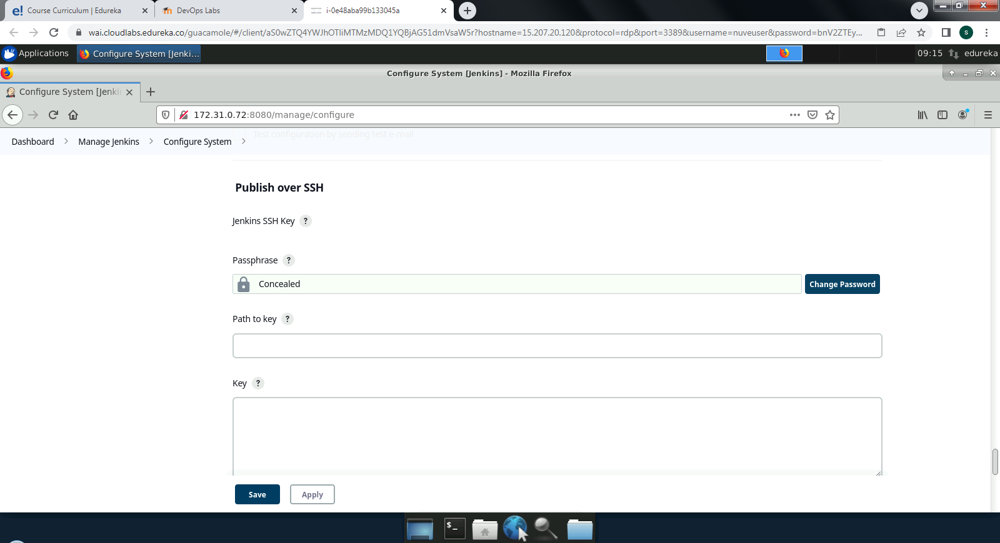 Course Curriculum | Edureka
DevOps Labs
i-0e48aba99b133045a
wai.cloudlabs.edureka.co/guacamole/#/client/aS0wZTQ4YWJhOTliMTMzMDQ1YQBjAG51dmVsaW5r?hostname=15.207.20.120&protocol=rdp&port=3389&username=nuveuser&password=bnV2ZTEy...
S
Applications
Configure System [Jenki...
09:15
edureka
Configure System [Jenkins] - Mozilla Firefox
Configure System [Jenki
172.31.0.72:8080/manage/configure
Test configuration by sending test e-mail
Dashboard > Manage Jenkins > Configure System >
Publish over SSH
Jenkins SSH Key ?
Passphrase ?
Concealed
Change Password
Path to key ?
Key ?
Save
Apply
$_